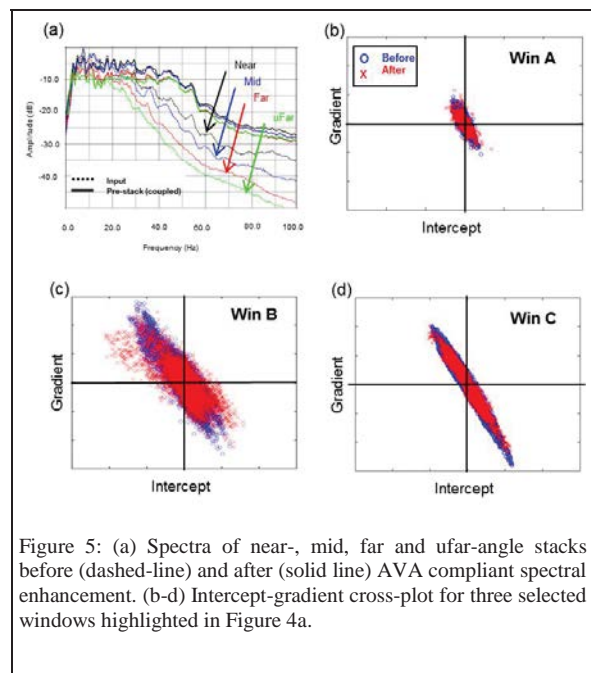 (a)
Near
Mid
Far
uFar
Amplitude (dB)
-10.0
-20.0
-30.0
-40.0
Input
Pre-stack (coupled)
0.0 20.0 40.0 60.0 80.0 100.0
Frequency (Hz)
(b)
O Before
X After
Win A
Gradient
Intercept
(c)
Win B
Gradient
Intercept
(d)
Win C
Gradient
Intercept
Figure 5: (a) Spectra of near-, mid, far and ufar-angle stacks
before (dashed-line) and after (solid line) AVA compliant spectral
enhancement. (b-d) Intercept-gradient cross-plot for three selected
windows highlighted in Figure 4a.